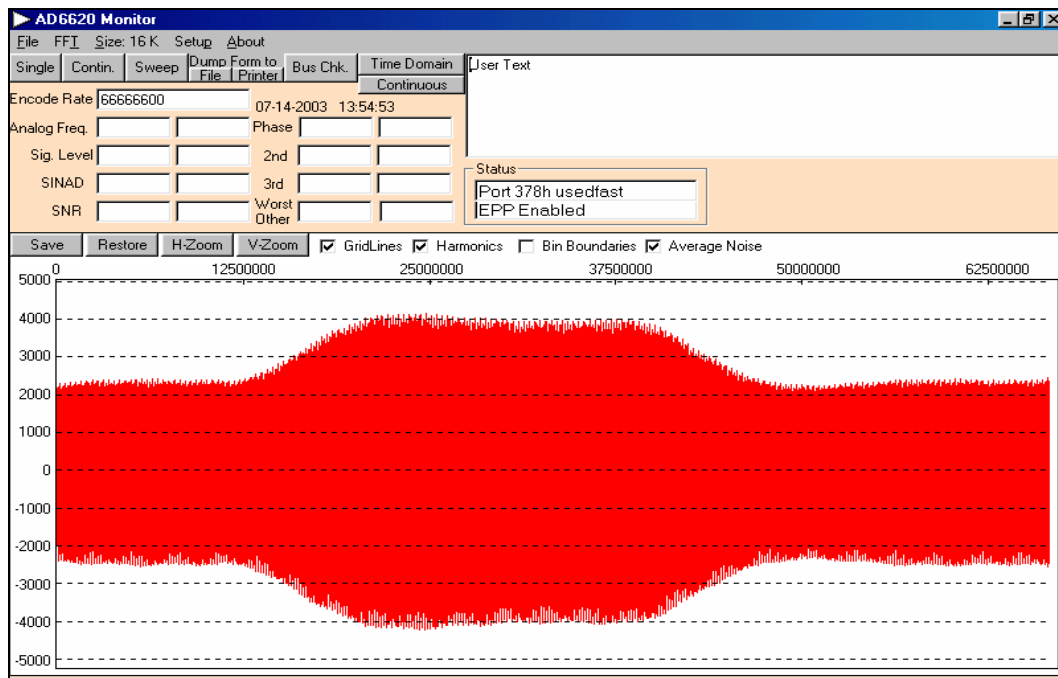 AD6620 Monitor
File FFT Size: 16 K Setup About
Single Contin. Sweep Dump Form to File Printer Bus Chk. Time Domain Continuous
User Text
Encode Rate 66666600 07-14-2003 13:54:53
Analog Freq. Phase
Sig. Level 2nd
SINAD 3rd
SNR Worst Other
Status
Port 378h usedfast
EPP Enabled
Save Restore H-Zoom V-Zoom GridLines Harmonics Bin Boundaries Average Noise
0 12500000 25000000 37500000 50000000 62500000
5000
4000
3000
2000
1000
0
-1000
-2000
-3000
-4000
-5000